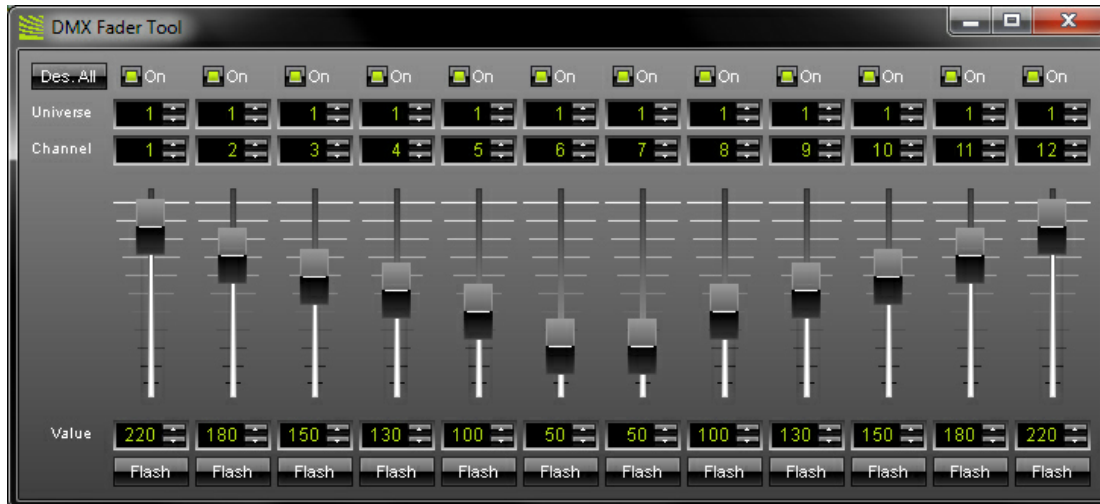 DMX Fader Tool
Des. All On On On On On On On On On On On On
Universe 1 1 1 1 1 1 1 1 1 1 1 1
Channel 1 2 3 4 5 6 7 8 9 10 11 12
Value 220 180 150 130 100 50 50 100 130 150 180 220
Flash Flash Flash Flash Flash Flash Flash Flash Flash Flash Flash Flash